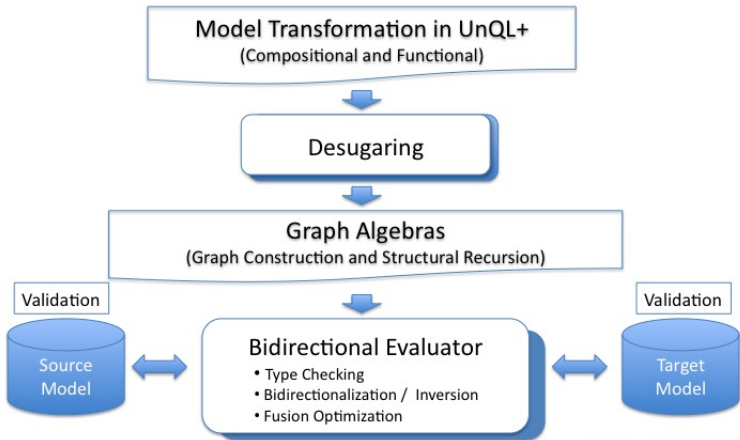 Model Transformation in UnQL+
(Compositional and Functional)
Desugaring
Graph Algebras
(Graph Construction and Structural Recursion)
Validation
Validation
Source
Model
Bidirectional Evaluator
• Type Checking
• Bidirectionalization / Inversion
• Fusion Optimization
Target
Model